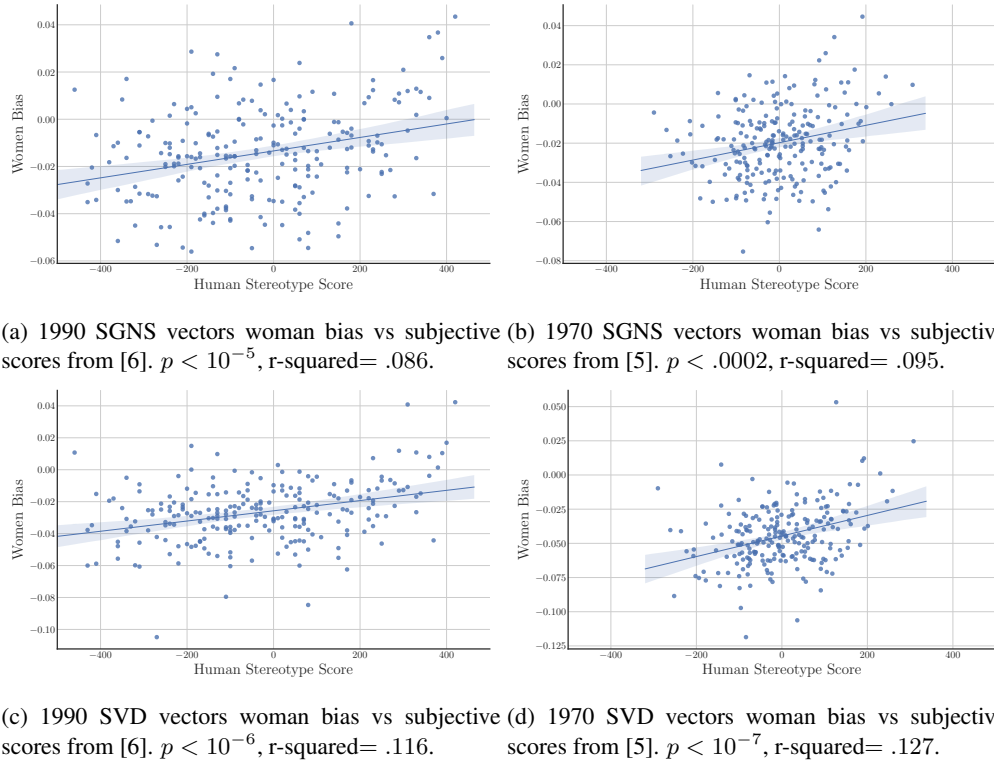 0.04
0.02
0.00
−0.02
−0.04
−0.06
Women Bias
−400 −200 0 200 400
Human Stereotype Score
0.04
0.02
0.00
−0.02
−0.04
−0.06
−0.08
Women Bias
−400 −200 0 200 400
Human Stereotype Score
(a) 1990 SGNS vectors woman bias vs subjective
scores from [6]. p < 10⁻⁵, r-squared= .086.
(b) 1970 SGNS vectors woman bias vs subjectiv
scores from [5]. p < .0002, r-squared= .095.
0.04
0.02
0.00
−0.02
−0.04
−0.06
−0.08
−0.10
Women Bias
−400 −200 0 200 400
Human Stereotype Score
0.050
0.025
0.000
−0.025
−0.050
−0.075
−0.100
−0.125
Women Bias
−400 −200 0 200 400
Human Stereotype Score
(c) 1990 SVD vectors woman bias vs subjective
scores from [6]. p < 10⁻⁶, r-squared= .116.
(d) 1970 SVD vectors woman bias vs subjectiv
scores from [5]. p < 10⁻⁷, r-squared= .127.